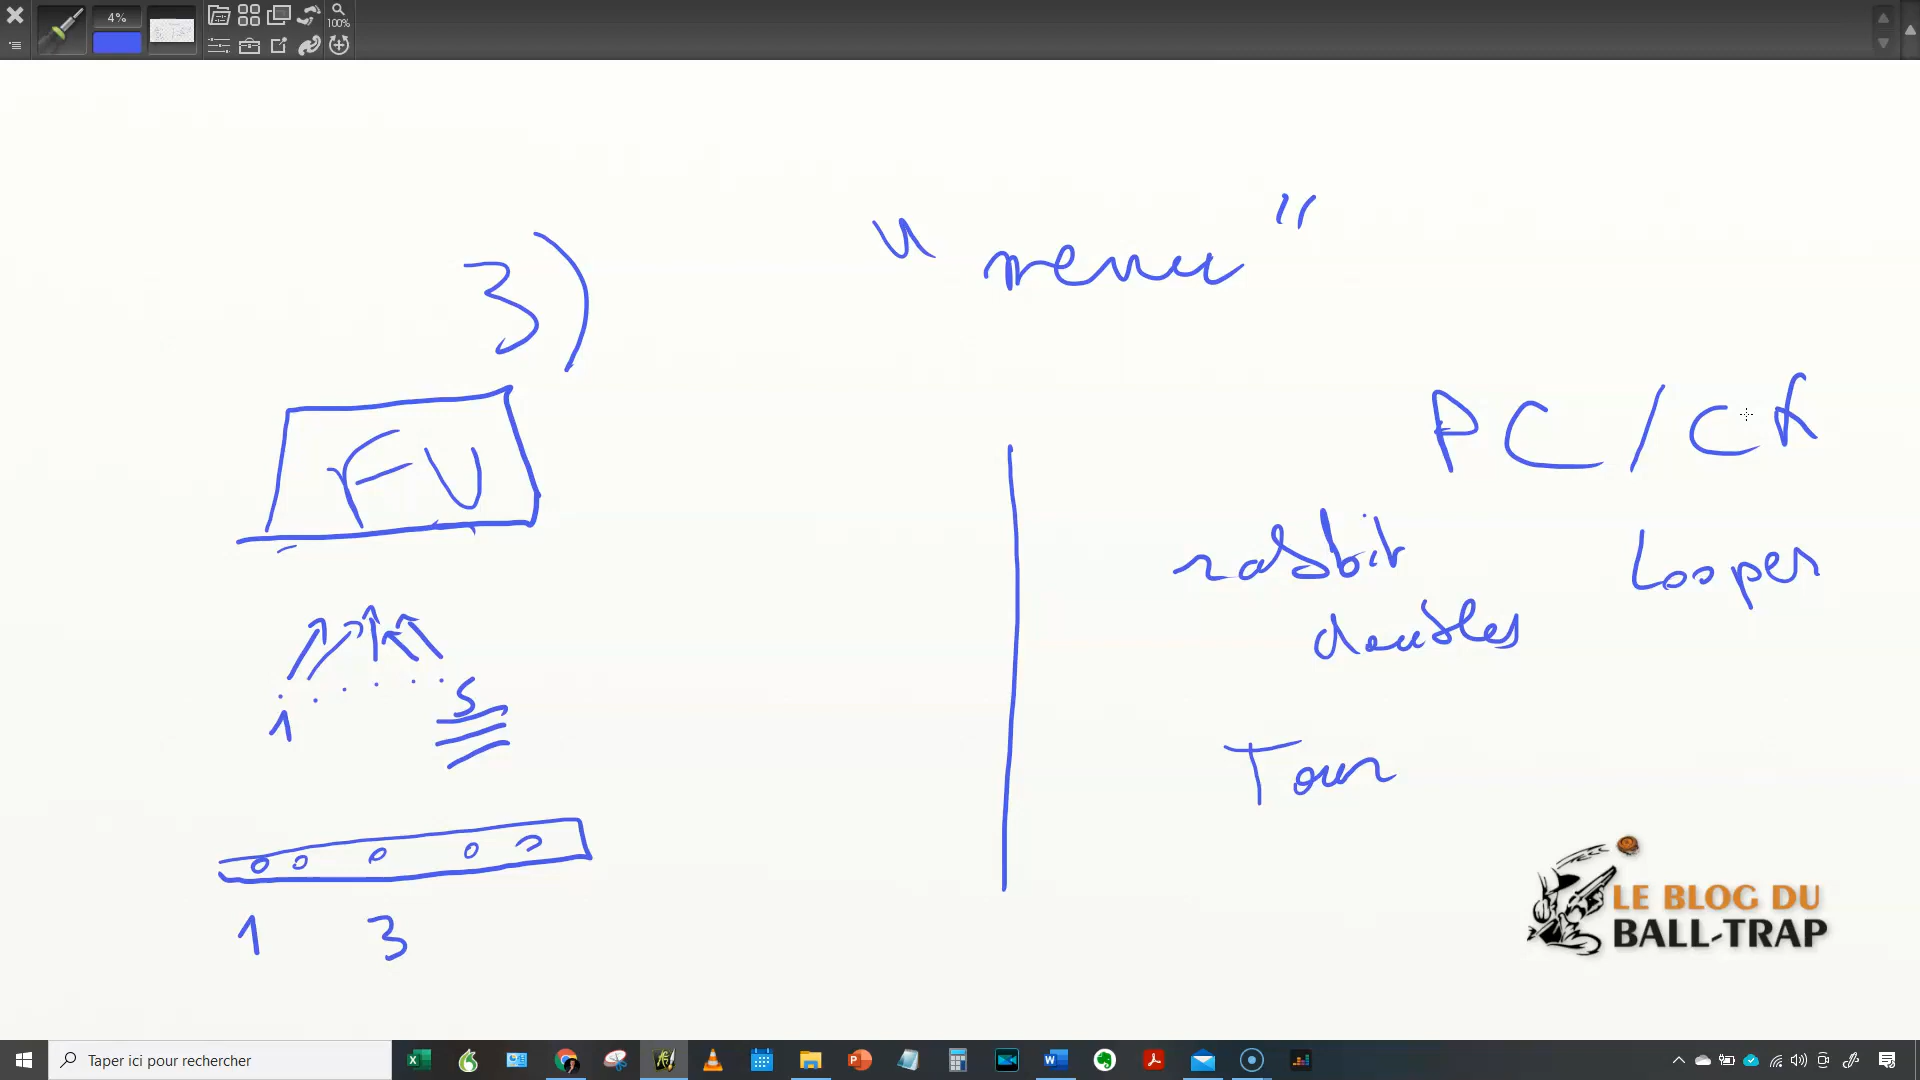 4%
100%
3)
" menu "
FU
PC / CK
rabbit
Looper
doubles
1
5
Tour
1
3
LE BLOG DU
BALL-TRAP
Taper ici pour rechercher